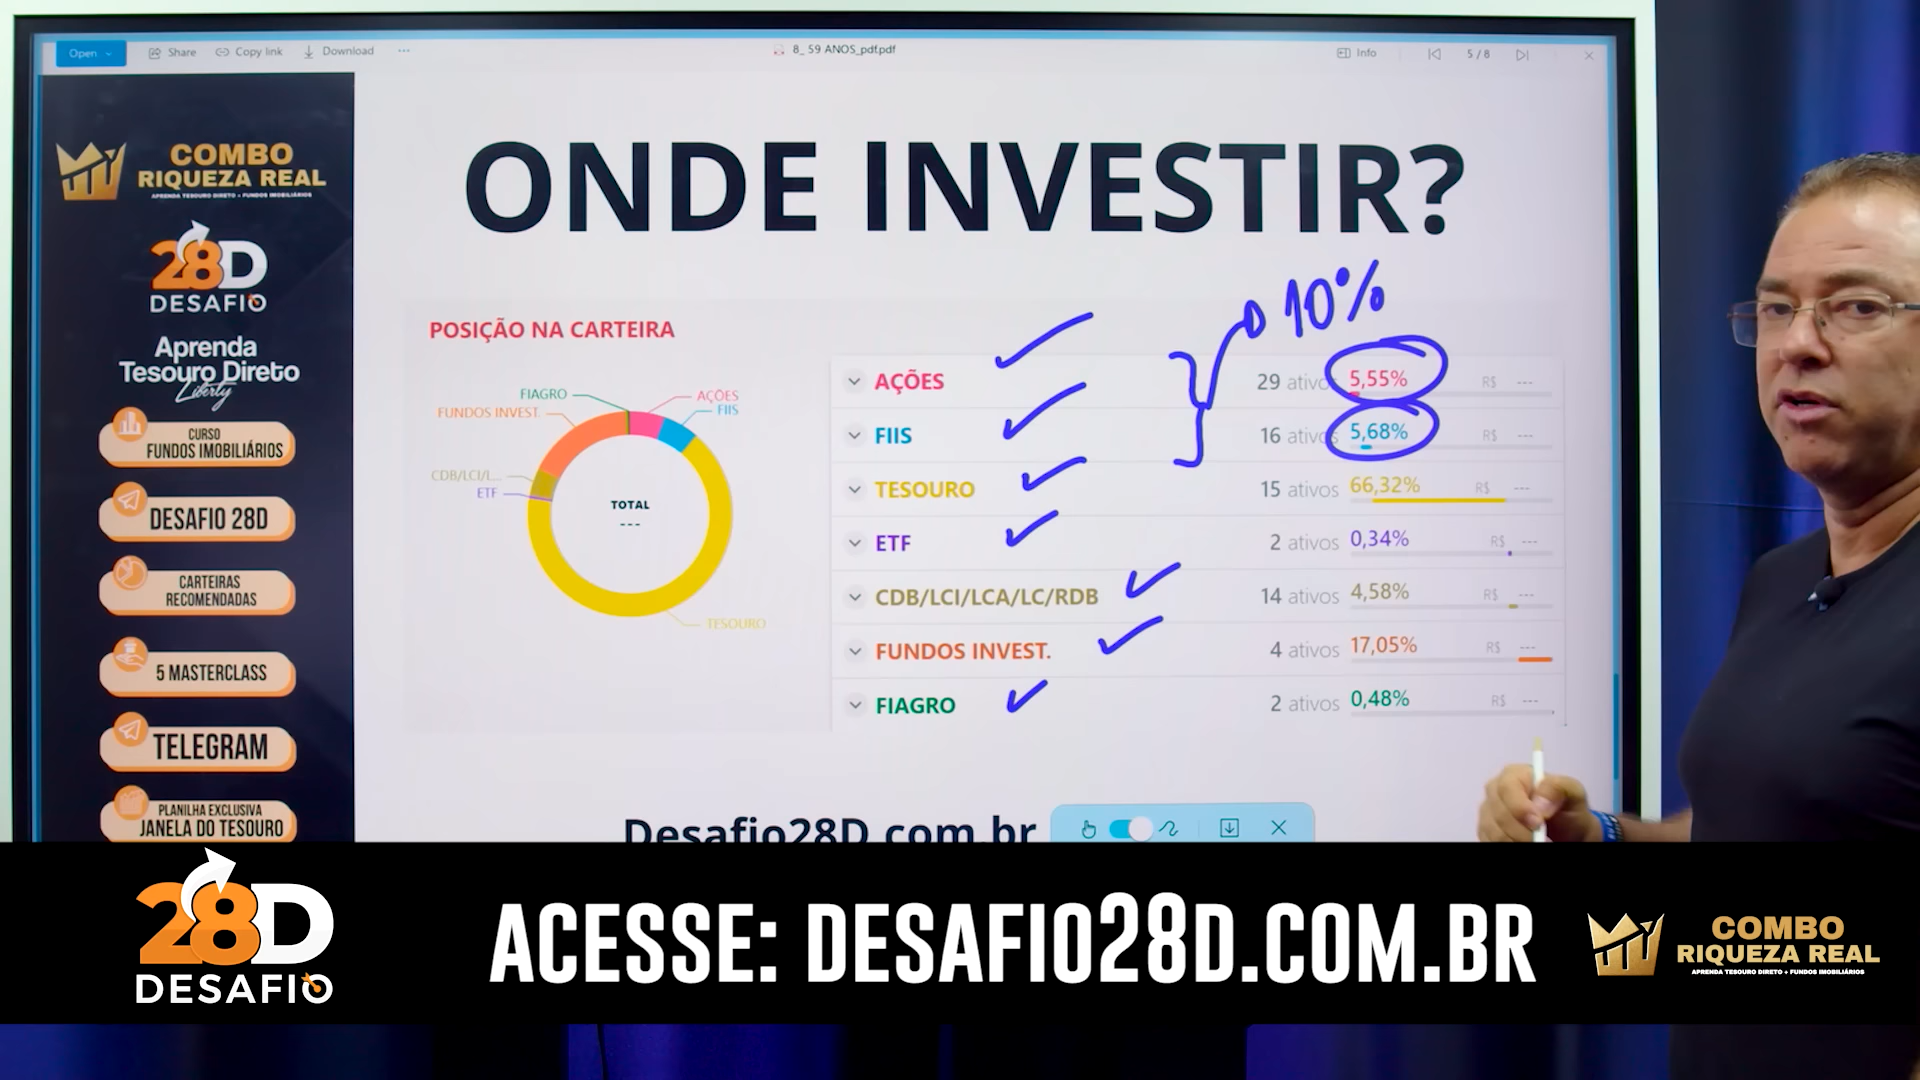 Open
Share
Copy link
Download
...
8_ 59 ANOS_pdf.pdf
Info
5 / 8
COMBO
RIQUEZA REAL
APRENDA TESOURO DIRETO + FUNDOS IMOBILIÁRIOS
28D
DESAFIO
Aprenda
Tesouro Direto
Liberty
CURSO
FUNDOS IMOBILIÁRIOS
DESAFIO 28D
CARTEIRAS
RECOMENDADAS
5 MASTERCLASS
TELEGRAM
PLANILHA EXCLUSIVA
JANELA DO TESOURO
ONDE INVESTIR?
10%
POSIÇÃO NA CARTEIRA
FIAGRO
AÇÕES
FUNDOS INVEST.
FIIS
CDB/LCI/L...
ETF
TOTAL
---
TESOURO
AÇÕES 29 ativos 5,55% R$ ---
FIIS 16 ativos 5,68% R$ ---
TESOURO 15 ativos 66,32% R$ ---
ETF 2 ativos 0,34% R$ ---
CDB/LCI/LCA/LC/RDB 14 ativos 4,58% R$ ---
FUNDOS INVEST. 4 ativos 17,05% R$ ---
FIAGRO 2 ativos 0,48% R$ ---
Desafio28D.com.br
28D
DESAFIO
ACESSE: DESAFIO28D.COM.BR
COMBO
RIQUEZA REAL
APRENDA TESOURO DIRETO + FUNDOS IMOBILIÁRIOS